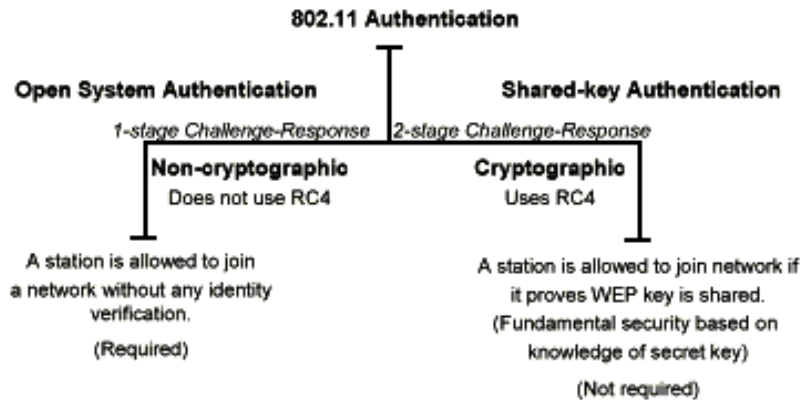 802.11 Authentication
Open System Authentication
1-stage Challenge-Response
Non-cryptographic
Does not use RC4
A station is allowed to join
a network without any identity
verification.
(Required)
Shared-key Authentication
2-stage Challenge-Response
Cryptographic
Uses RC4
A station is allowed to join network if
it proves WEP key is shared.
(Fundamental security based on
knowledge of secret key)
(Not required)